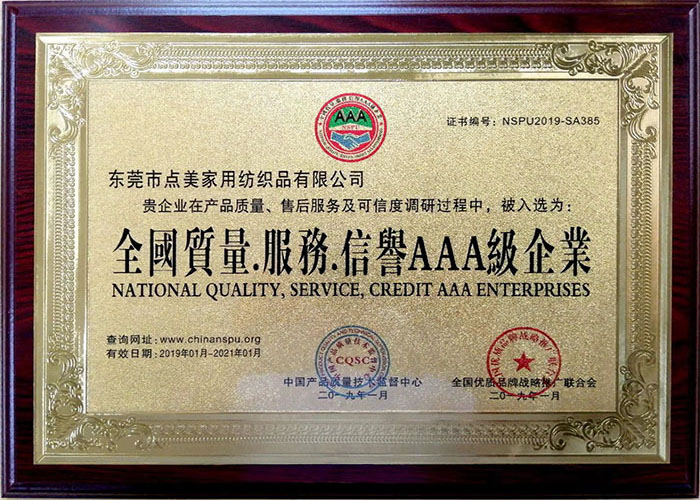 AAA
NSPU
证书编号：NSPU2019-SA385
东莞市点美家用纺织品有限公司
贵企业在产品质量、售后服务及可信度调研过程中，被入选为：
全國質量.服務.信譽AAA级企業
NATIONAL QUALITY, SERVICE, CREDIT AAA ENTERPRISES
查询网址：www.chinanspu.org
有效日期：2019年01月-2021年01月
CQSC
中国产品质量技术监督中心
二〇一九年一月
全国优质品牌战略推广联合会
二〇一九年一月